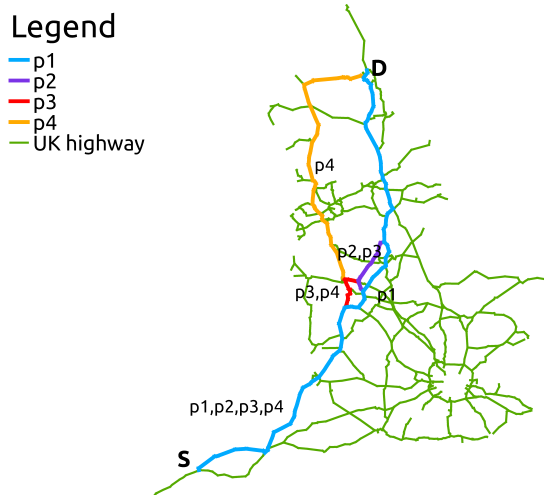 Legend
p1
p2
p3
p4
UK highway
D
p4
p2,p3
p3,p4
p1
p1,p2,p3,p4
S